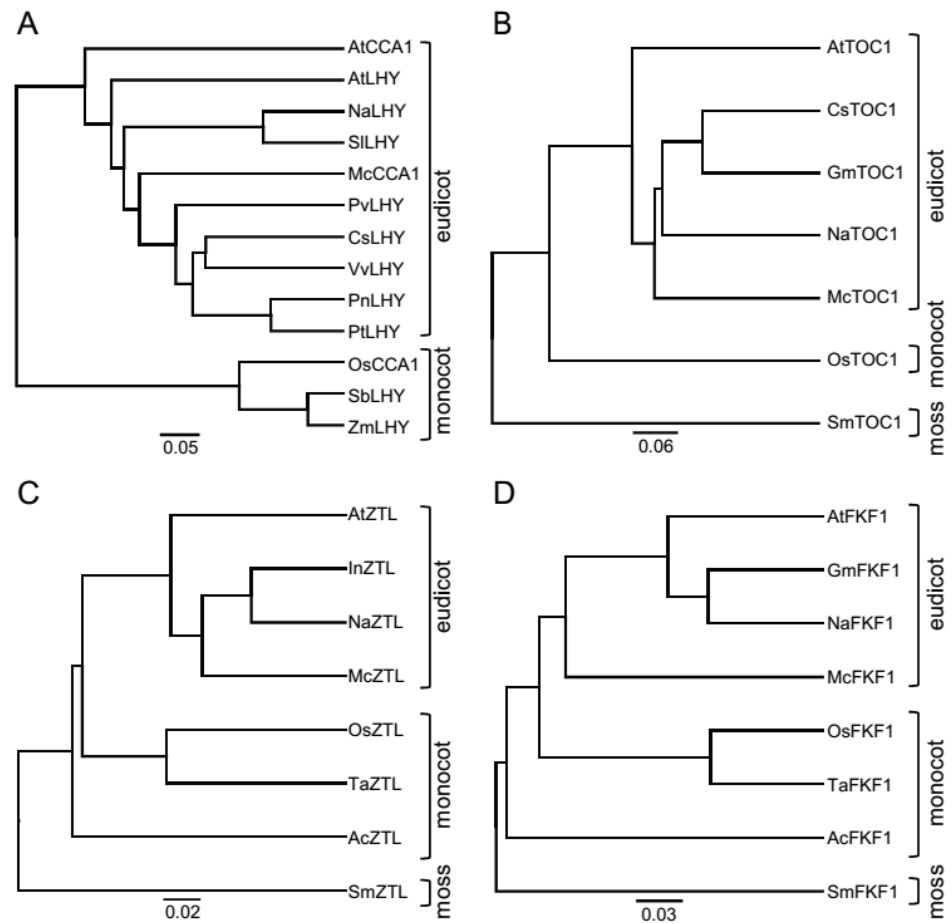 A
AtCCA1
AtLHY
NaLHY
SlLHY
McCCA1
PvLHY
CsLHY
VvLHY
PnLHY
PtLHY
OsCCA1
SbLHY
ZmLHY
eudicot
monocot
0.05
B
AtTOC1
CsTOC1
GmTOC1
NaTOC1
McTOC1
OsTOC1
SmTOC1
eudicot
monocot
moss
0.06
C
AtZTL
InZTL
NaZTL
McZTL
OsZTL
TaZTL
AcZTL
SmZTL
eudicot
monocot
moss
0.02
D
AtFKF1
GmFKF1
NaFKF1
McFKF1
OsFKF1
TaFKF1
AcFKF1
SmFKF1
eudicot
monocot
moss
0.03